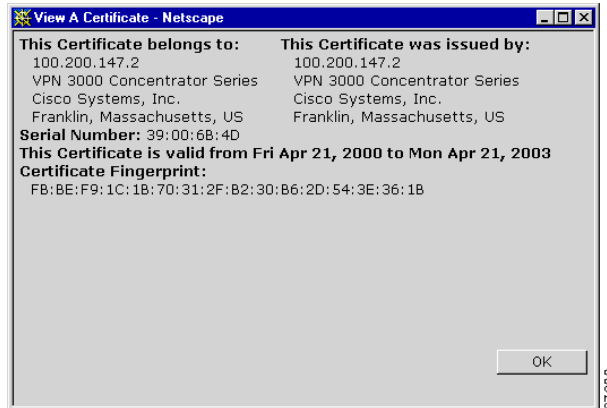 View A Certificate - Netscape
This Certificate belongs to:
100.200.147.2
VPN 3000 Concentrator Series
Cisco Systems, Inc.
Franklin, Massachusetts, US
This Certificate was issued by:
100.200.147.2
VPN 3000 Concentrator Series
Cisco Systems, Inc.
Franklin, Massachusetts, US
Serial Number: 39:00:6B:4D
This Certificate is valid from Fri Apr 21, 2000 to Mon Apr 21, 2003
Certificate Fingerprint:
FB:BE:F9:1C:1B:70:31:2F:B2:30:B6:2D:54:3E:36:1B
OK